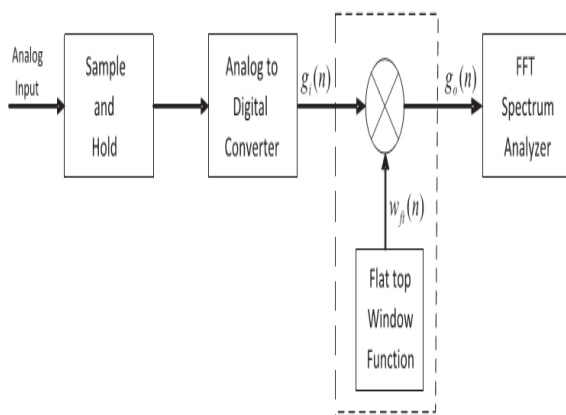 Analog
Input
Sample
and
Hold
Analog to
Digital
Converter
g_i(n)
w_ft(n)
Flat top
Window
Function
g_o(n)
FFT
Spectrum
Analyzer